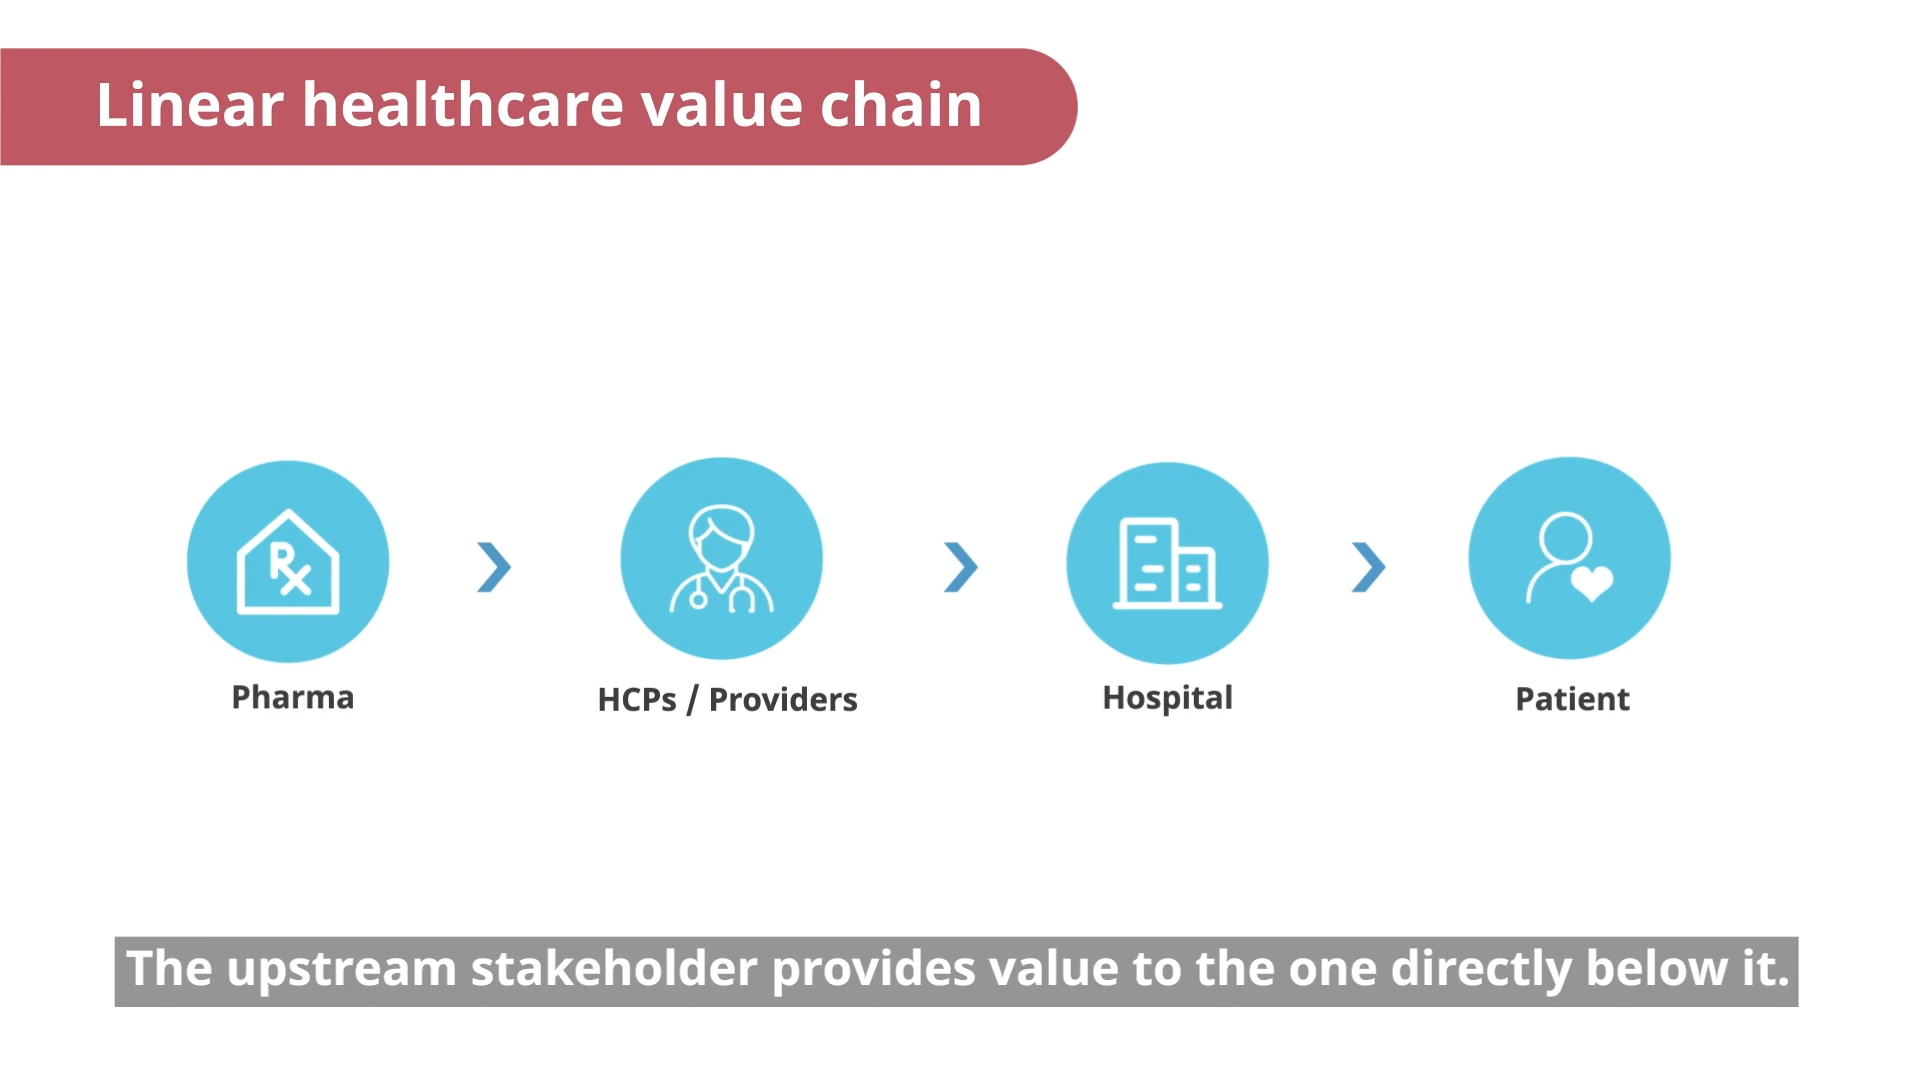 Linear healthcare value chain
Rx
Pharma
HCPs / Providers
Hospital
Patient
The upstream stakeholder provides value to the one directly below it.